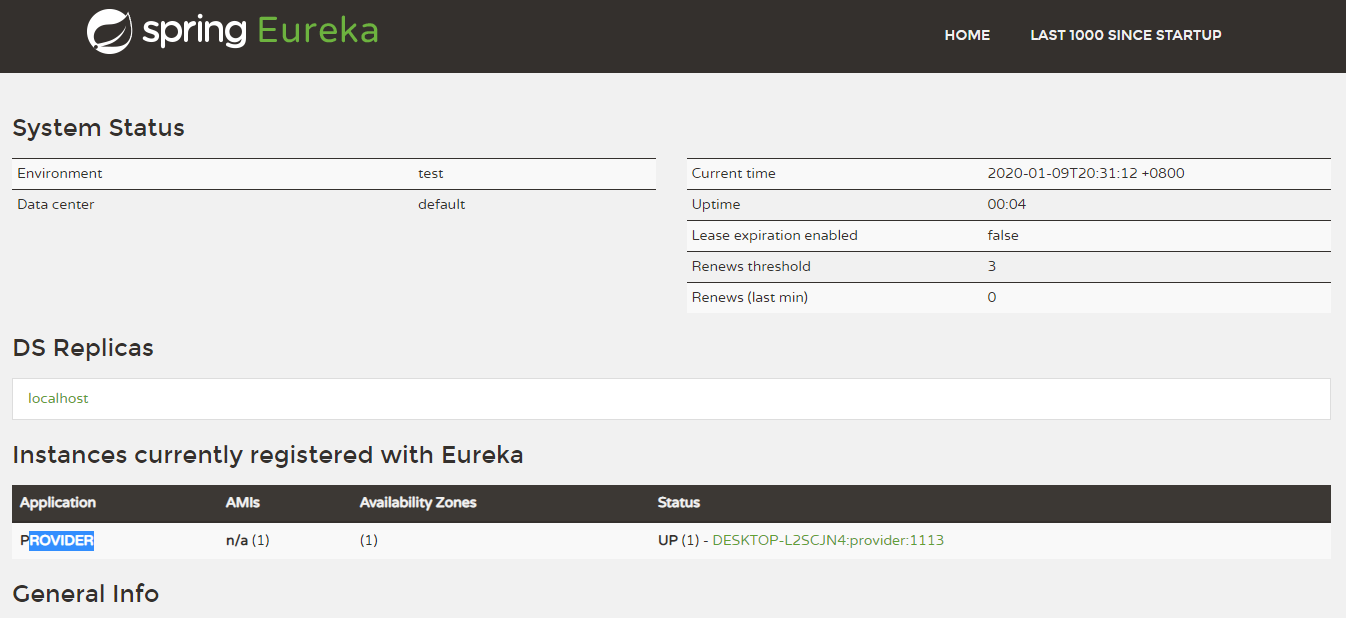 spring Eureka
HOME LAST 1000 SINCE STARTUP
System Status
Environment test
Data center default
Current time 2020-01-09T20:31:12 +0800
Uptime 00:04
Lease expiration enabled false
Renews threshold 3
Renews (last min) 0
DS Replicas
localhost
Instances currently registered with Eureka
Application AMIs Availability Zones Status
PROVIDER n/a (1) (1) UP (1) - DESKTOP-L2SCJN4:provider:1113
General Info